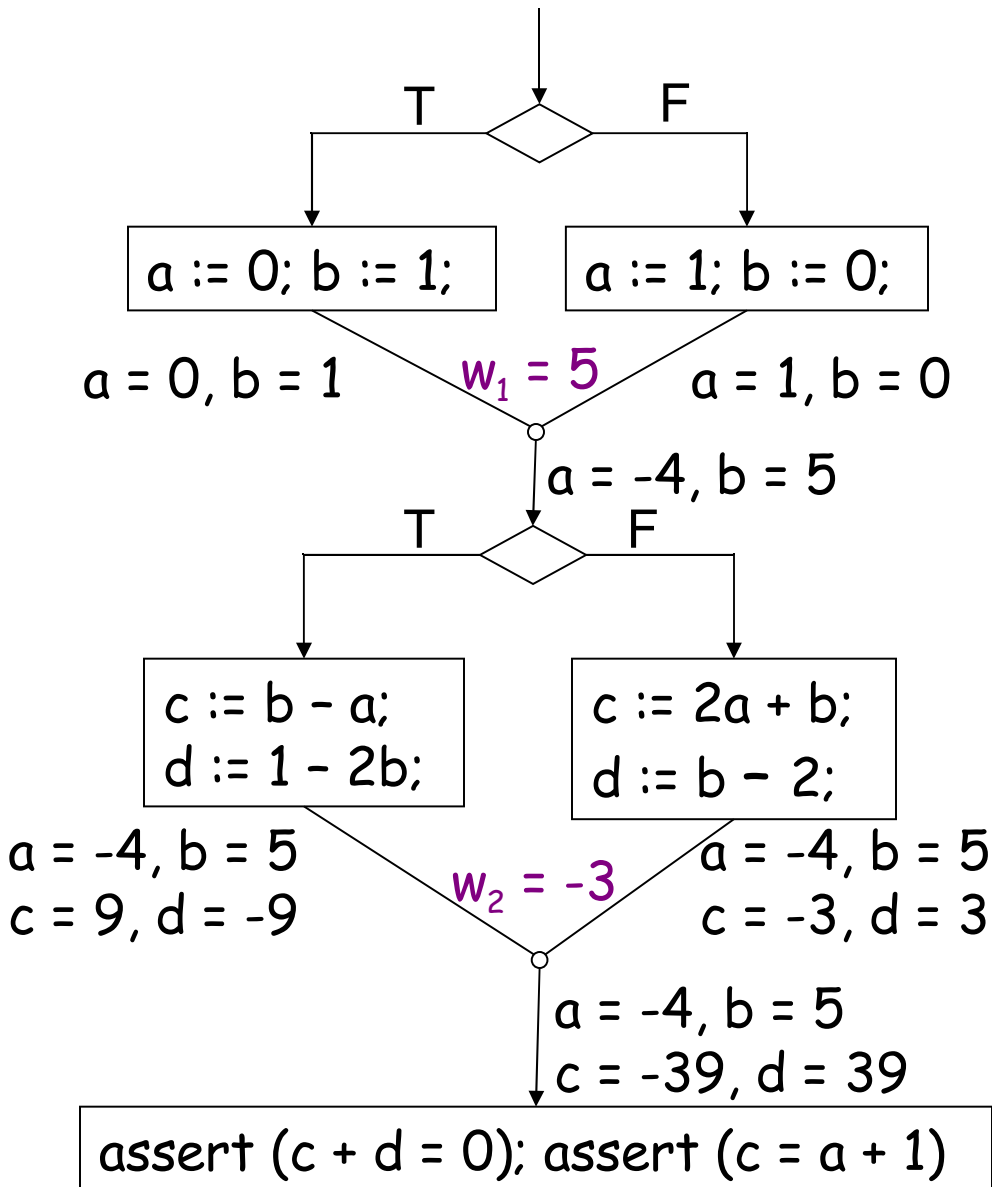 T
F
a := 0; b := 1;
a := 1; b := 0;
a = 0, b = 1
w₁ = 5
a = 1, b = 0
a = -4, b = 5
T
F
c := b – a;
d := 1 – 2b;
c := 2a + b;
d := b – 2;
a = -4, b = 5
c = 9, d = -9
w₂ = -3
a = -4, b = 5
c = -3, d = 3
a = -4, b = 5
c = -39, d = 39
assert (c + d = 0); assert (c = a + 1)